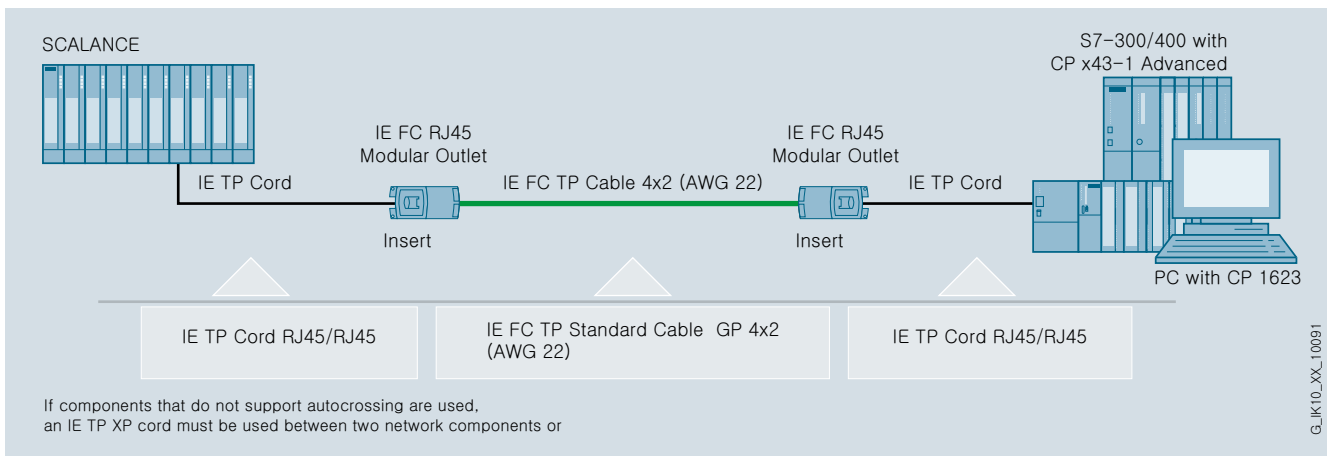 SCALANCE
S7-300/400 with
CP x43-1 Advanced
IE FC RJ45
Modular Outlet
IE FC RJ45
Modular Outlet
IE TP Cord
IE FC TP Cable 4x2 (AWG 22)
IE TP Cord
Insert
Insert
PC with CP 1623
IE TP Cord RJ45/RJ45
IE FC TP Standard Cable GP 4x2
(AWG 22)
IE TP Cord RJ45/RJ45
If components that do not support autocrossing are used,
an IE TP XP cord must be used between two network components or
G_IK10_XX_10091